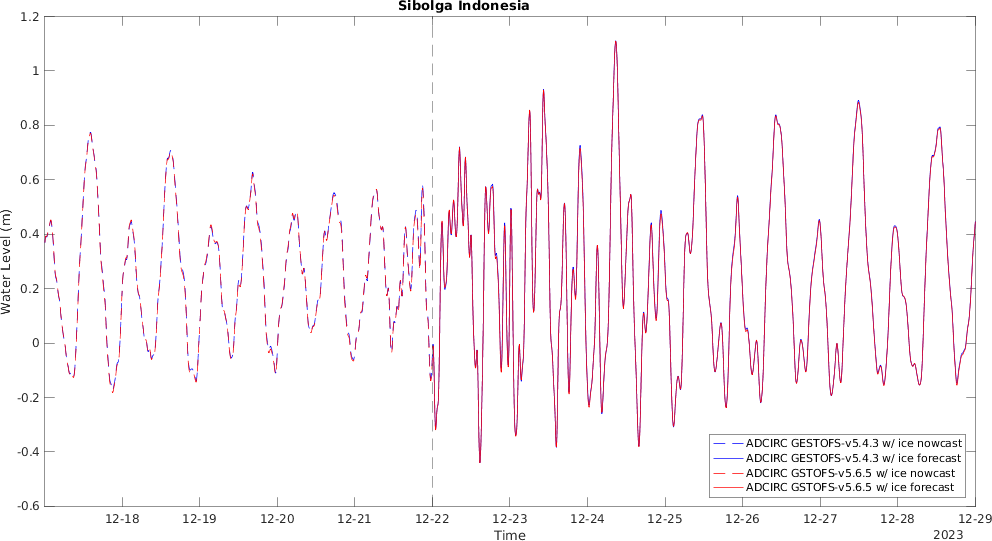 Sibolga Indonesia
1.2
1
0.8
0.6
0.4
0.2
0
-0.2
-0.4
-0.6
Water Level (m)
ADCIRC GESTOFS-v5.4.3 w/ ice nowcast
ADCIRC GESTOFS-v5.4.3 w/ ice forecast
ADCIRC GSTOFS-v5.6.5 w/ ice nowcast
ADCIRC GSTOFS-v5.6.5 w/ ice forecast
12-18 12-19 12-20 12-21 12-22 12-23 12-24 12-25 12-26 12-27 12-28 12-29
Time
2023